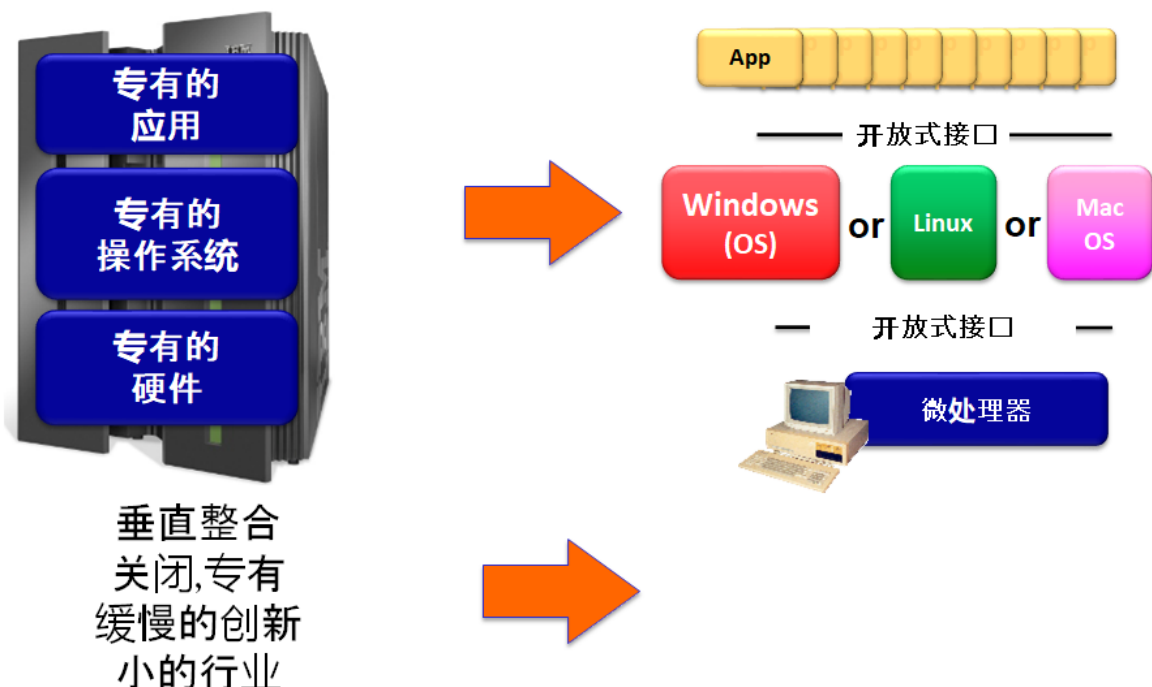 专有的
应用
专有的
操作系统
专有的
硬件
垂直整合
关闭,专有
缓慢的创新
小的行业
App
开放式接口
Windows
(OS)
or
Linux
or
Mac
OS
开放式接口
微处理器